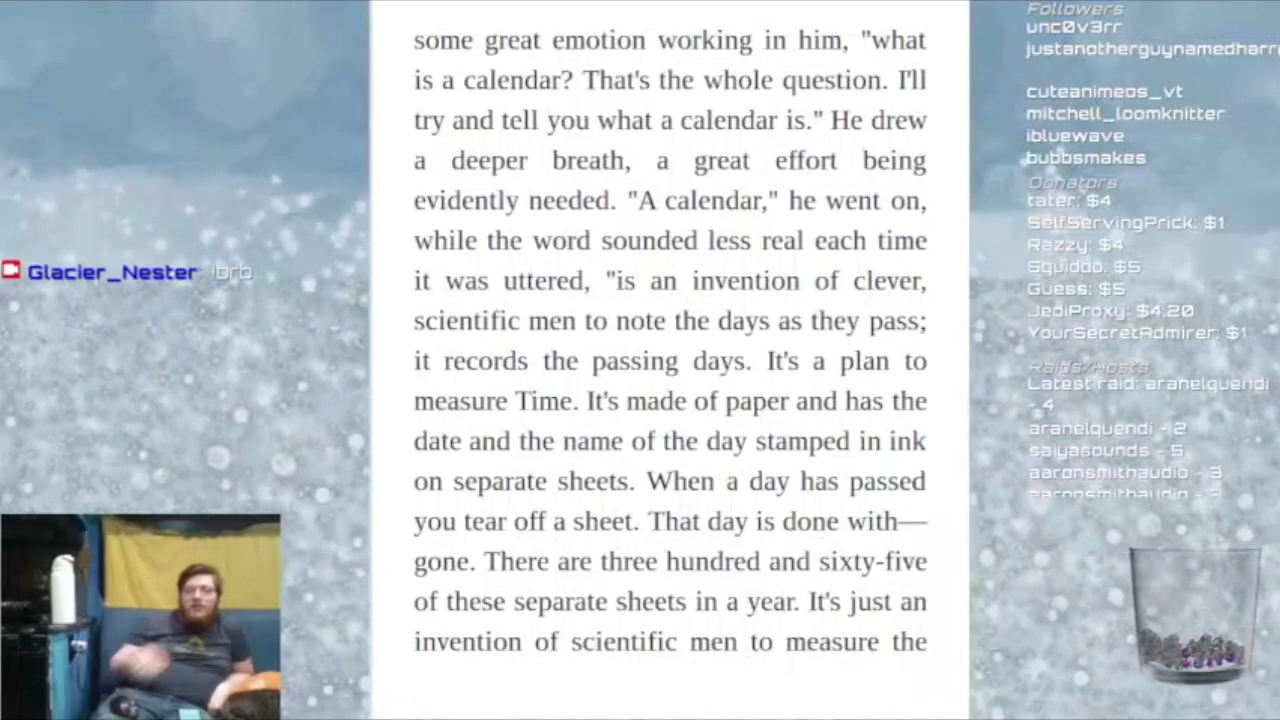 some great emotion working in him, "what
is a calendar? That's the whole question. I'll
try and tell you what a calendar is." He drew
a deeper breath, a great effort being
evidently needed. "A calendar," he went on,
while the word sounded less real each time
it was uttered, "is an invention of clever,
scientific men to note the days as they pass;
it records the passing days. It's a plan to
measure Time. It's made of paper and has the
date and the name of the day stamped in ink
on separate sheets. When a day has passed
you tear off a sheet. That day is done with—
gone. There are three hundred and sixty-five
of these separate sheets in a year. It's just an
invention of scientific men to measure the
Glacier_Nester: !brb
Followers
unc0v3rr
justanotherguynamedharr
cuteanimeos_vt
mitchell_loomknitter
ibluewave
bubbsmakes
Donators
tater: $4
SelfServingPrick: $1
Razzy: $4
Squiddo: $5
Guess: $5
JediProxy: $4.20
YourSecretAdmirer: $1
Raids/Hosts
Latest raid: aranelquendi
- 4
aranelquendi - 2
saiyasounds - 5
aaronsmithaudio - 3
aaronsmithaudio - 3